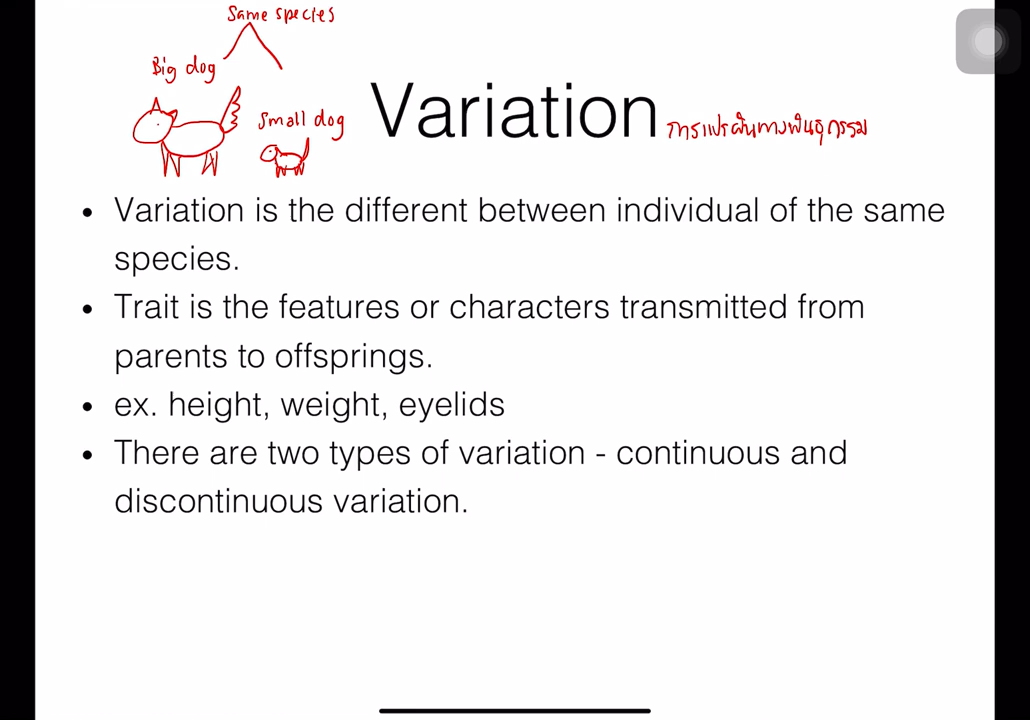 Same species
Big dog
Small dog
Variation
การแปรผันทางพันธุกรรม
• Variation is the different between individual of the same
species.
• Trait is the features or characters transmitted from
parents to offsprings.
• ex. height, weight, eyelids
• There are two types of variation - continuous and
discontinuous variation.